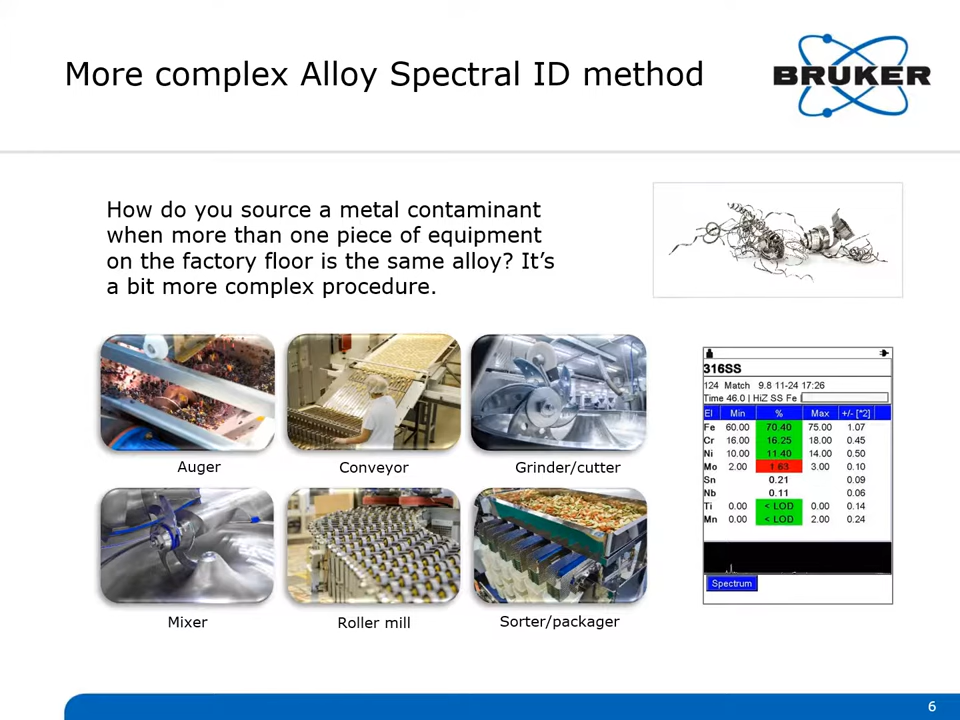 More complex Alloy Spectral ID method
BRUKER
How do you source a metal contaminant
when more than one piece of equipment
on the factory floor is the same alloy? It’s
a bit more complex procedure.
Auger
Conveyor
Grinder/cutter
Mixer
Roller mill
Sorter/packager
316SS
124 Match 9.8 11-24 17:26
Time 46.0 | HiZ SS Fe
El Min % Max +/- [*2]
Fe 60.00 70.40 75.00 1.07
Cr 16.00 16.25 18.00 0.45
Ni 10.00 11.40 14.00 0.50
Mo 2.00 1.63 3.00 0.10
Sn 0.21 0.09
Nb 0.11 0.06
Ti 0.00 < LOD 0.00 0.14
Mn 0.00 < LOD 2.00 0.24
Spectrum
6